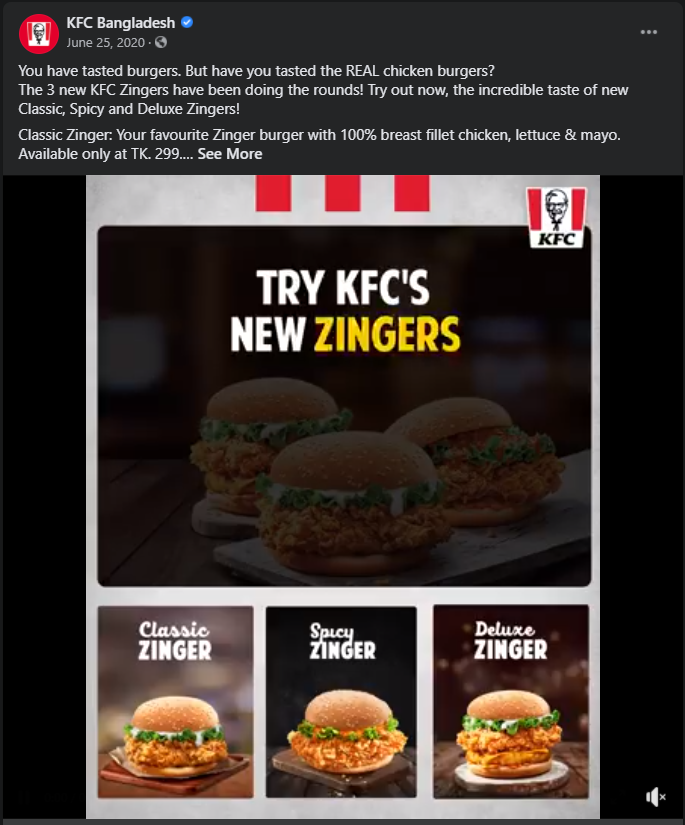 KFC Bangladesh
June 25, 2020 ·
You have tasted burgers. But have you tasted the REAL chicken burgers?
The 3 new KFC Zingers have been doing the rounds! Try out now, the incredible taste of new
Classic, Spicy and Deluxe Zingers!
Classic Zinger: Your favourite Zinger burger with 100% breast fillet chicken, lettuce & mayo.
Available only at TK. 299.... See More
KFC
TRY KFC'S
NEW ZINGERS
Classic
ZINGER
Spicy
ZINGER
Deluxe
ZINGER